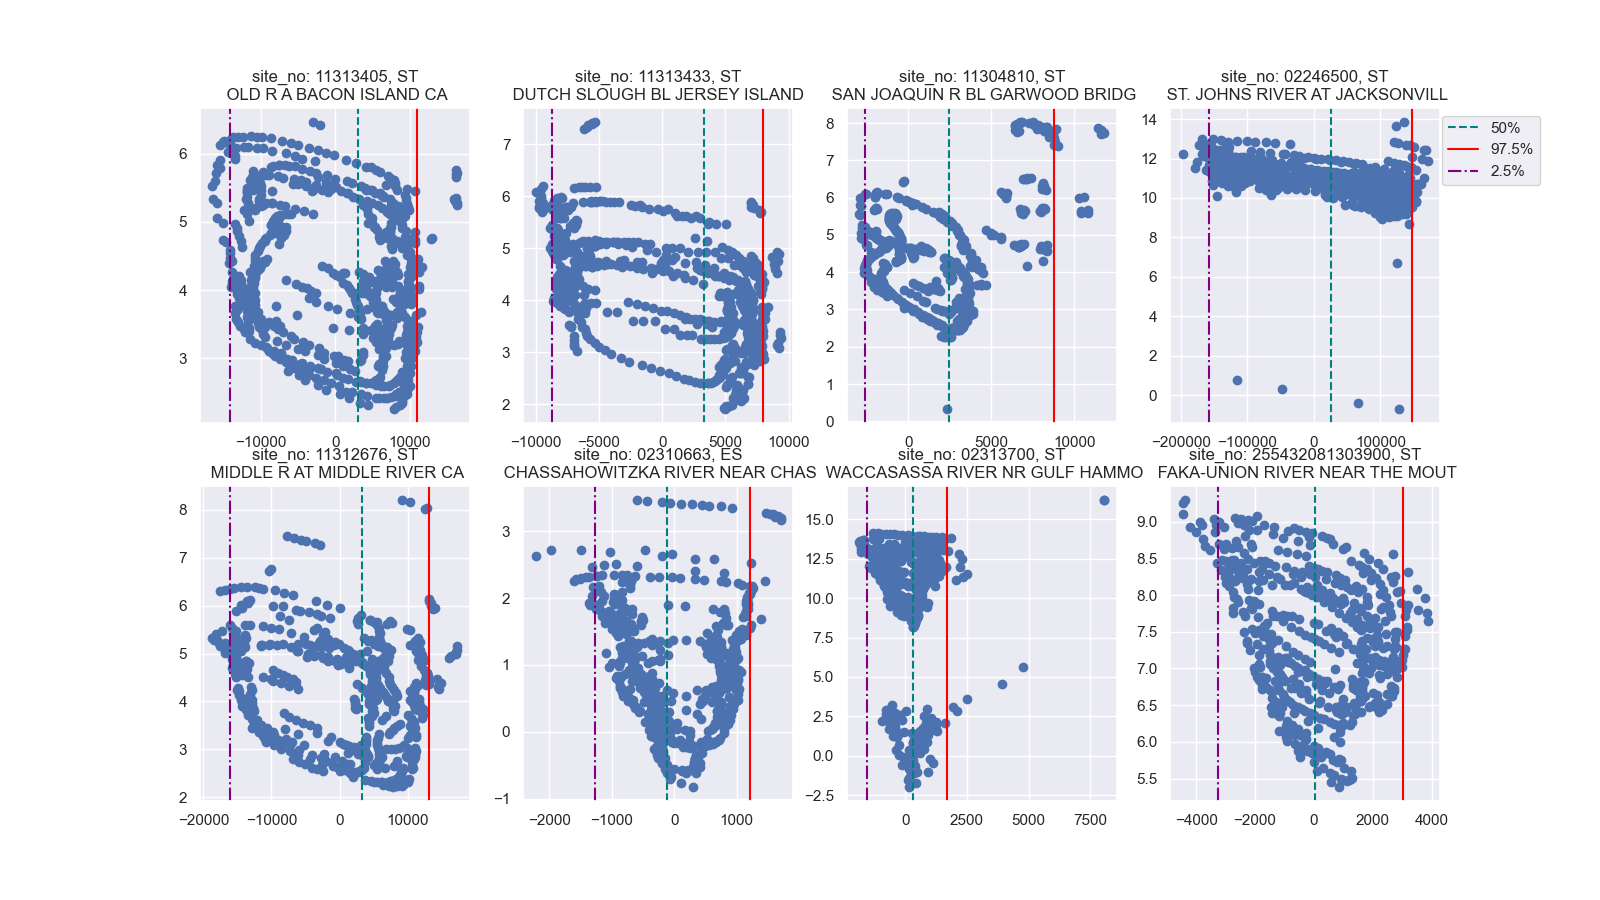 site_no: 11313405, ST
OLD R A BACON ISLAND CA
site_no: 11313433, ST
DUTCH SLOUGH BL JERSEY ISLAND
site_no: 11304810, ST
SAN JOAQUIN R BL GARWOOD BRIDG
site_no: 02246500, ST
ST. JOHNS RIVER AT JACKSONVILL
6
5
4
3
−10000 0 10000
7
6
5
4
3
2
−10000 −5000 0 5000 10000
8
7
6
5
4
3
2
1
0
0 5000 10000
14
12
10
8
6
4
2
0
−200000 −100000 0 100000
50%
97.5%
2.5%
site_no: 11312676, ST
MIDDLE R AT MIDDLE RIVER CA
site_no: 02310663, ES
CHASSAHOWITZKA RIVER NEAR CHAS
site_no: 02313700, ST
WACCASASSA RIVER NR GULF HAMMO
site_no: 255432081303900, ST
FAKA-UNION RIVER NEAR THE MOUT
8
7
6
5
4
3
2
−20000 −10000 0 10000
3
2
1
0
−1
−2000 −1000 0 1000
15.0
12.5
10.0
7.5
5.0
2.5
0.0
−2.5
0 2500 5000 7500
9.0
8.5
8.0
7.5
7.0
6.5
6.0
5.5
−4000 −2000 0 2000 4000